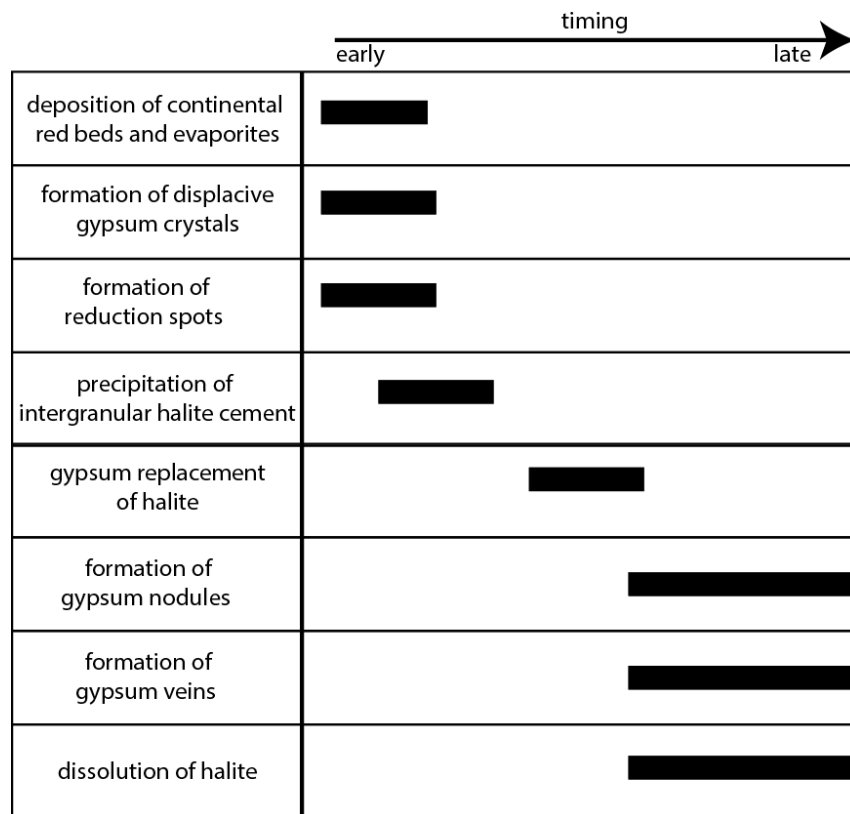 timing
early late
deposition of continental
red beds and evaporites
formation of displacive
gypsum crystals
formation of
reduction spots
precipitation of
intergranular halite cement
gypsum replacement
of halite
formation of
gypsum nodules
formation of
gypsum veins
dissolution of halite